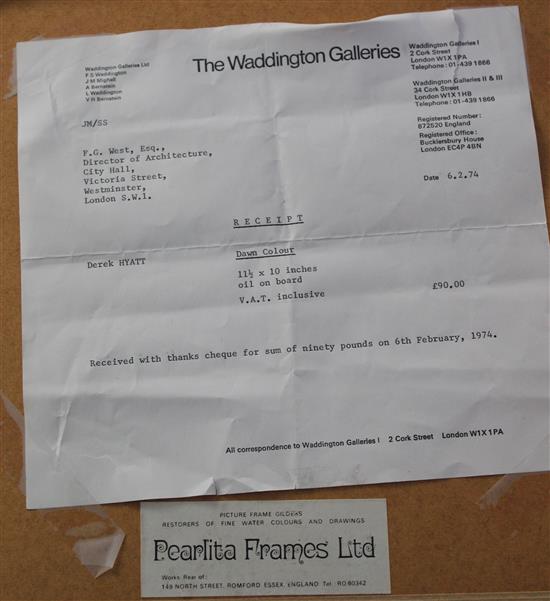 The Waddington Galleries
Waddington Galleries Ltd
F S Waddington
J M Mighell
A Bernstein
L Waddington
V R Bernstein
Waddington Galleries I
2 Cork Street
London W1X 1PA
Telephone: 01-439 1866
Waddington Galleries II & III
34 Cork Street
London W1X 1HB
Telephone: 01-439 1866
Registered Number:
872520 England
Registered Office:
Bucklersbury House
London EC4P 4BN
JM/SS
F.G. West, Esq.,
Director of Architecture,
City Hall,
Victoria Street,
Westminster,
London S.W.1.
Date 6.2.74
R E C E I P T
Derek HYATT
Dawn Colour
11½ x 10 inches
oil on board
V.A.T. inclusive
£90.00
Received with thanks cheque for sum of ninety pounds on 6th February, 1974.
All correspondence to Waddington Galleries I 2 Cork Street London W1X 1PA
PICTURE FRAME GILDERS
RESTORERS OF FINE WATER COLOURS AND DRAWINGS
Pearlita Frames Ltd
Works Rear of:
149 NORTH STREET, ROMFORD ESSEX, ENGLAND Tel: RO 60342